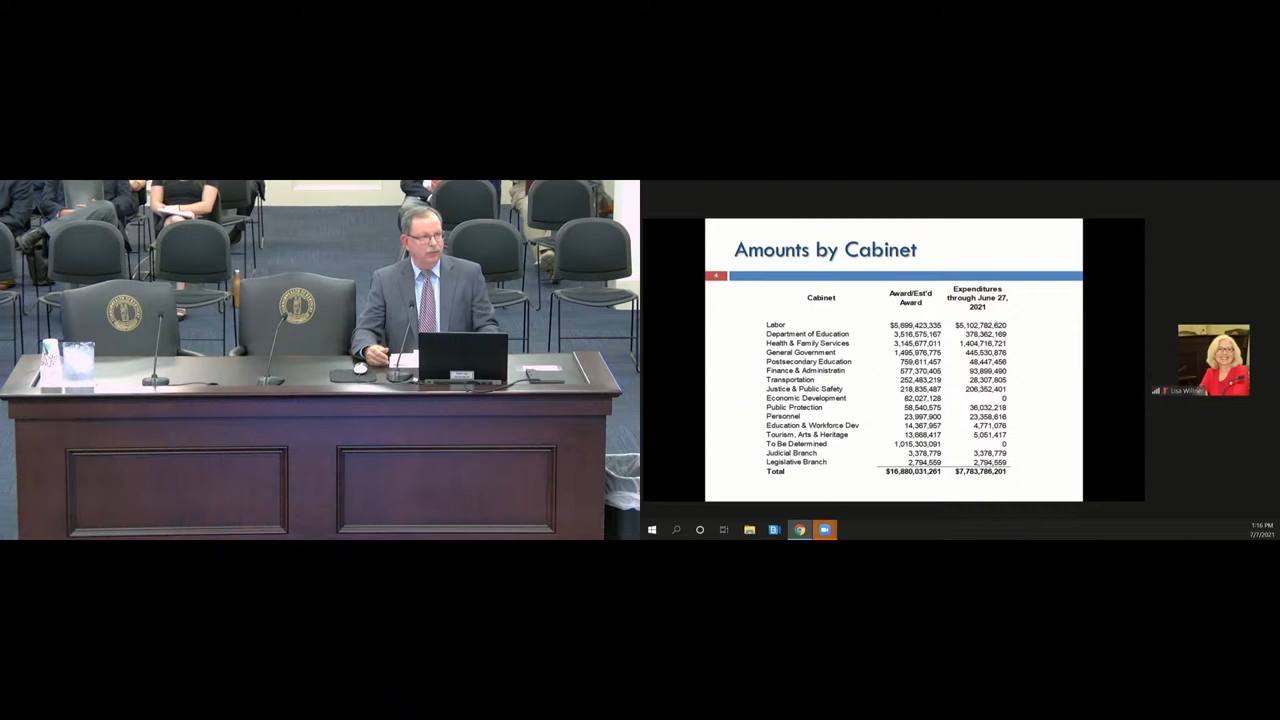 Amounts by Cabinet
4
Cabinet Award/Est'd Award Expenditures through June 27, 2021
Labor $5,699,423,335 $5,102,782,620
Department of Education 3,516,575,167 378,362,169
Health & Family Services 3,145,677,011 1,404,716,721
General Government 1,495,976,775 445,530,876
Postsecondary Education 759,611,457 48,447,456
Finance & Administratin 577,370,405 93,899,490
Transportation 252,483,219 28,307,805
Justice & Public Safety 218,835,487 206,352,401
Economic Development 82,027,128 0
Public Protection 58,540,575 36,032,218
Personnel 23,997,900 23,358,616
Education & Workforce Dev 14,367,957 4,771,076
Tourism, Arts & Heritage 13,668,417 5,051,417
To Be Determined 1,015,303,091 0
Judicial Branch 3,378,779 3,378,779
Legislative Branch 2,794,559 2,794,559
Total $16,880,031,261 $7,783,786,201
Lisa Willner
1:16 PM
7/7/2021